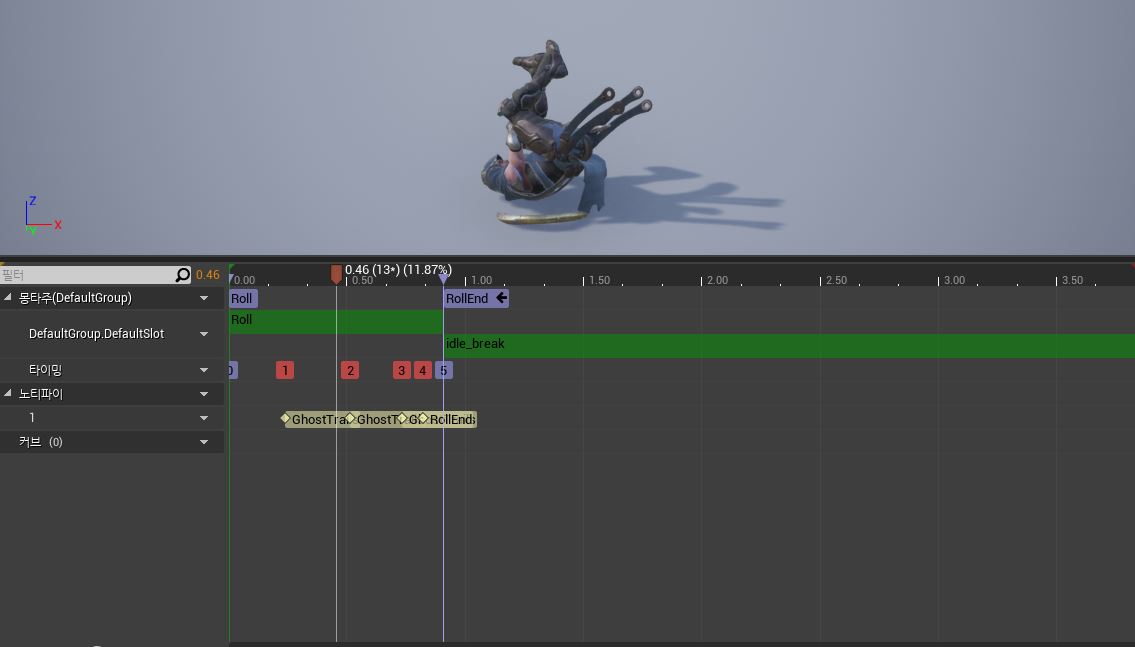 Z
X
Y
필터
0.46
0.46 (13*) (11.87%)
0.00
0.50
1.00
1.50
2.00
2.50
3.00
3.50
몽타주(DefaultGroup)
Roll
RollEnd
DefaultGroup.DefaultSlot
Roll
idle_break
타이밍
0
1
2
3
4
5
노티파이
1
GhostTrai
GhostT
RollEnds
커브 (0)